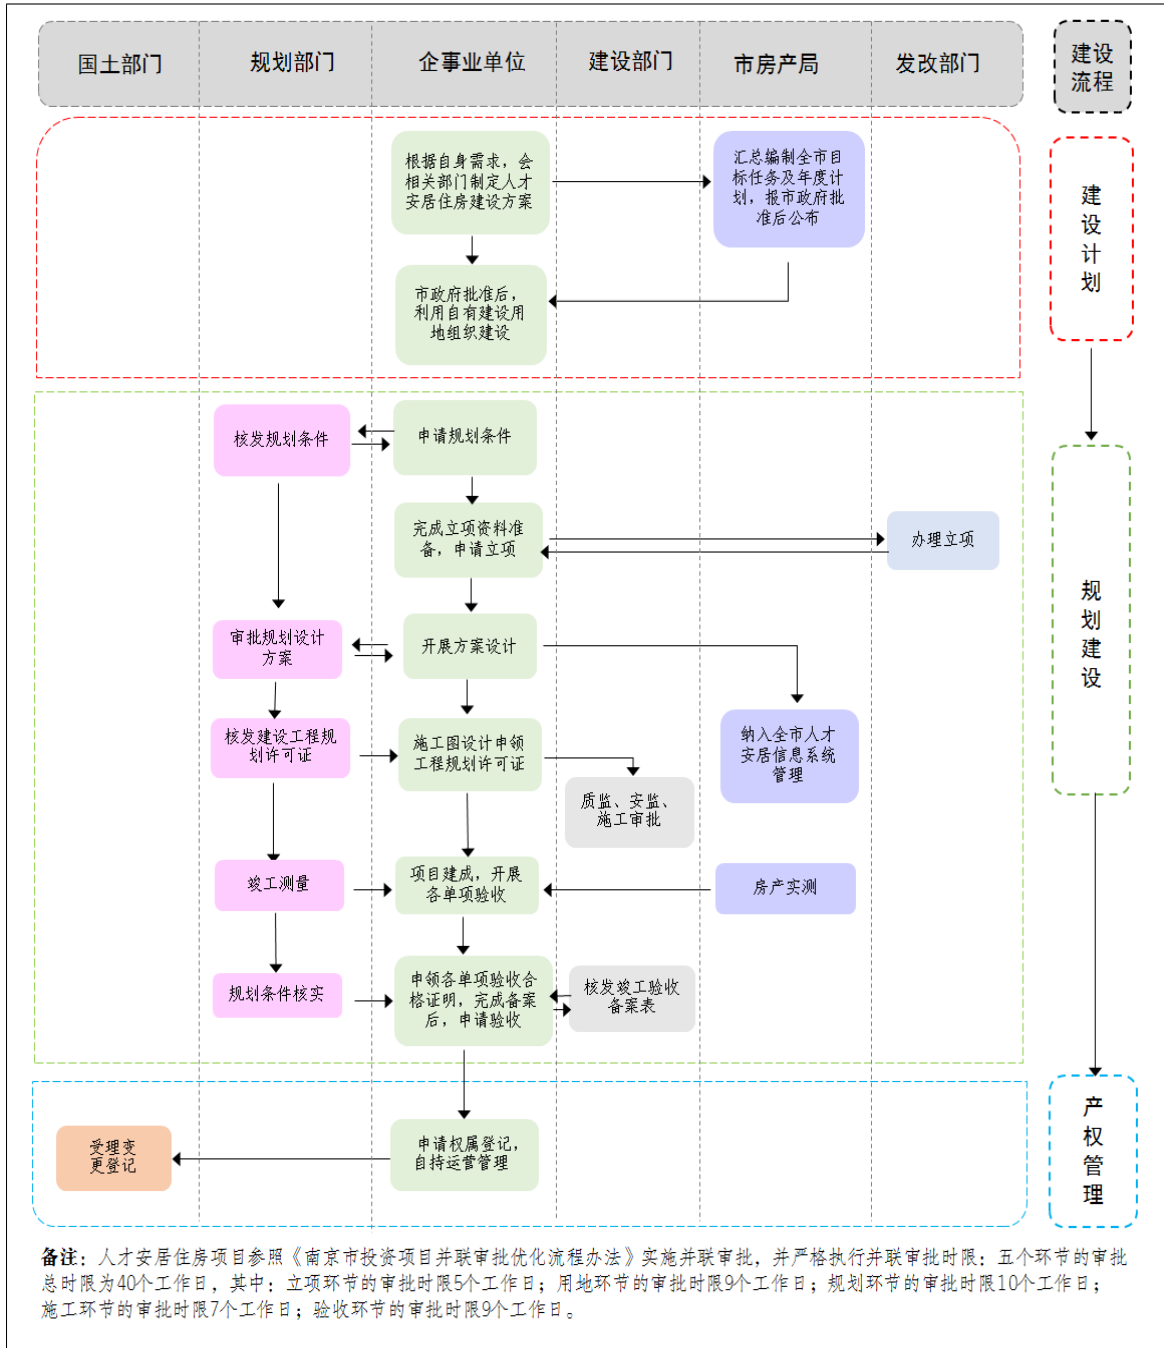 国土部门
规划部门
企事业单位
建设部门
市房产局
发改部门
建设
流程
根据自身需求，会
相关部门制定人才
安居住房建设方案
汇总编制全市目
标任务及年度计
划，报市政府批
准后公布
建
设
计
划
市政府批准后，
利用自有建设用
地组织建设
核发规划条件
申请规划条件
完成立项资料准
备，申请立项
办理立项
规
划
建
设
审批规划设计
方案
开展方案设计
核发建设工程规
划许可证
施工图设计申领
工程规划许可证
纳入全市人才
安居信息系统
管理
质监、安监、
施工审批
竣工测量
项目建成，开展
各单项验收
房产实测
规划条件核实
申领各单项验收合
格证明，完成备案
后，申请验收
核发竣工验收
备案表
产
权
管
理
受理变
更登记
申请权属登记，
自持运营管理
备注：人才安居住房项目参照《南京市投资项目并联审批优化流程办法》实施并联审批，并严格执行并联审批时限：五个环节的审批
总时限为40个工作日，其中：立项环节的审批时限5个工作日；用地环节的审批时限9个工作日；规划环节的审批时限10个工作日；
施工环节的审批时限7个工作日；验收环节的审批时限9个工作日。